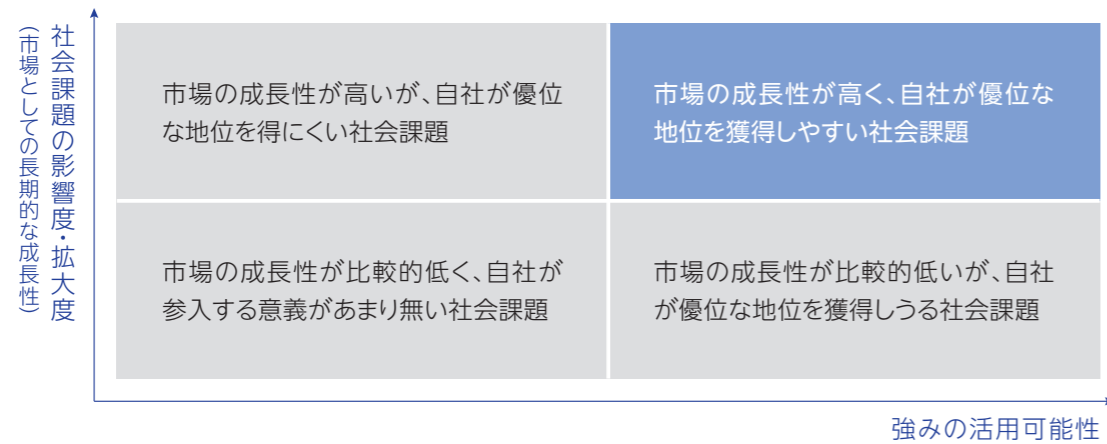 社会課題の影響度・拡大度
(市場としての長期的な成長性)
市場の成長性が高いが、自社が優位
な地位を得にくい社会課題
市場の成長性が高く、自社が優位な
地位を獲得しやすい社会課題
市場の成長性が比較的低く、自社が
参入する意義があまり無い社会課題
市場の成長性が比較的低いが、自社
が優位な地位を獲得しうる社会課題
強みの活用可能性